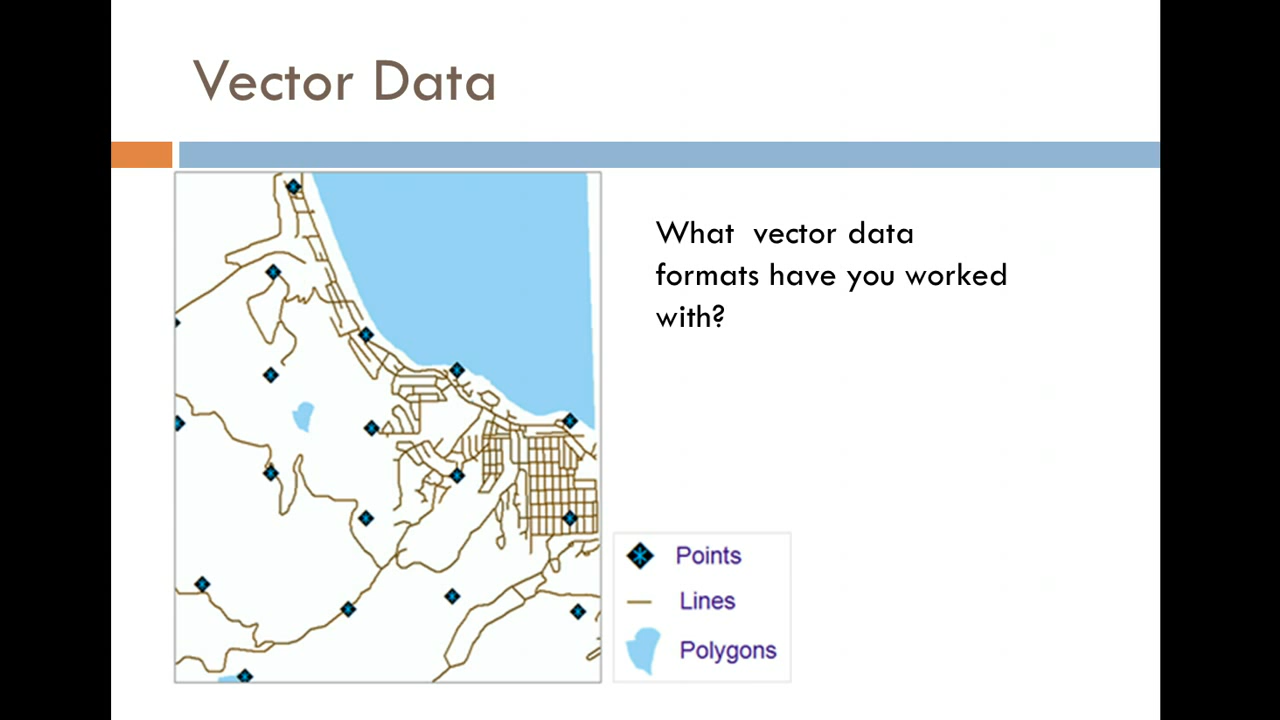 Vector Data
What  vector data
formats have you worked
with?
Points
Lines
Polygons